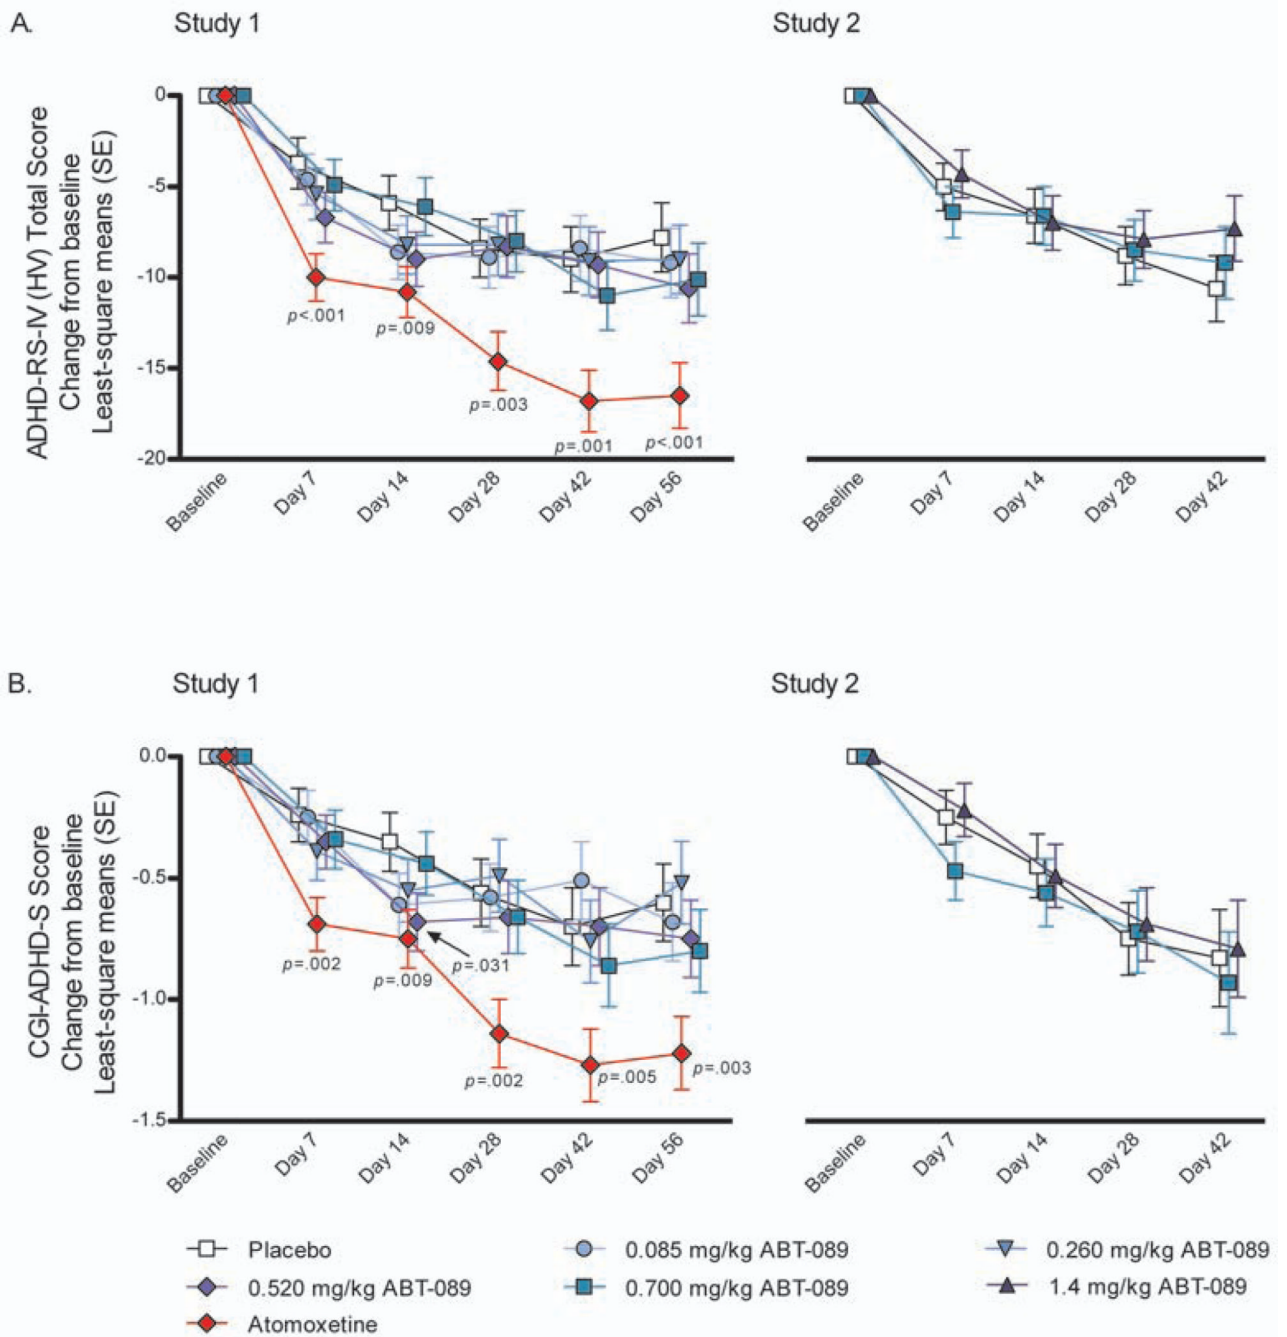 A.
Study 1
Study 2
ADHD-RS-IV (HV) Total Score
Change from baseline
Least-square means (SE)
0
-5
-10
-15
-20
p<.001
p=.009
p=.003
p=.001
p<.001
Baseline
Day 7
Day 14
Day 28
Day 42
Day 56
Baseline
Day 7
Day 14
Day 28
Day 42
B.
Study 1
Study 2
CGI-ADHD-S Score
Change from baseline
Least-square means (SE)
0.0
-0.5
-1.0
-1.5
p=.002
p=.009
p=.031
p=.002
p=.005
p=.003
Baseline
Day 7
Day 14
Day 28
Day 42
Day 56
Baseline
Day 7
Day 14
Day 28
Day 42
Placebo
0.085 mg/kg ABT-089
0.260 mg/kg ABT-089
0.520 mg/kg ABT-089
0.700 mg/kg ABT-089
1.4 mg/kg ABT-089
Atomoxetine